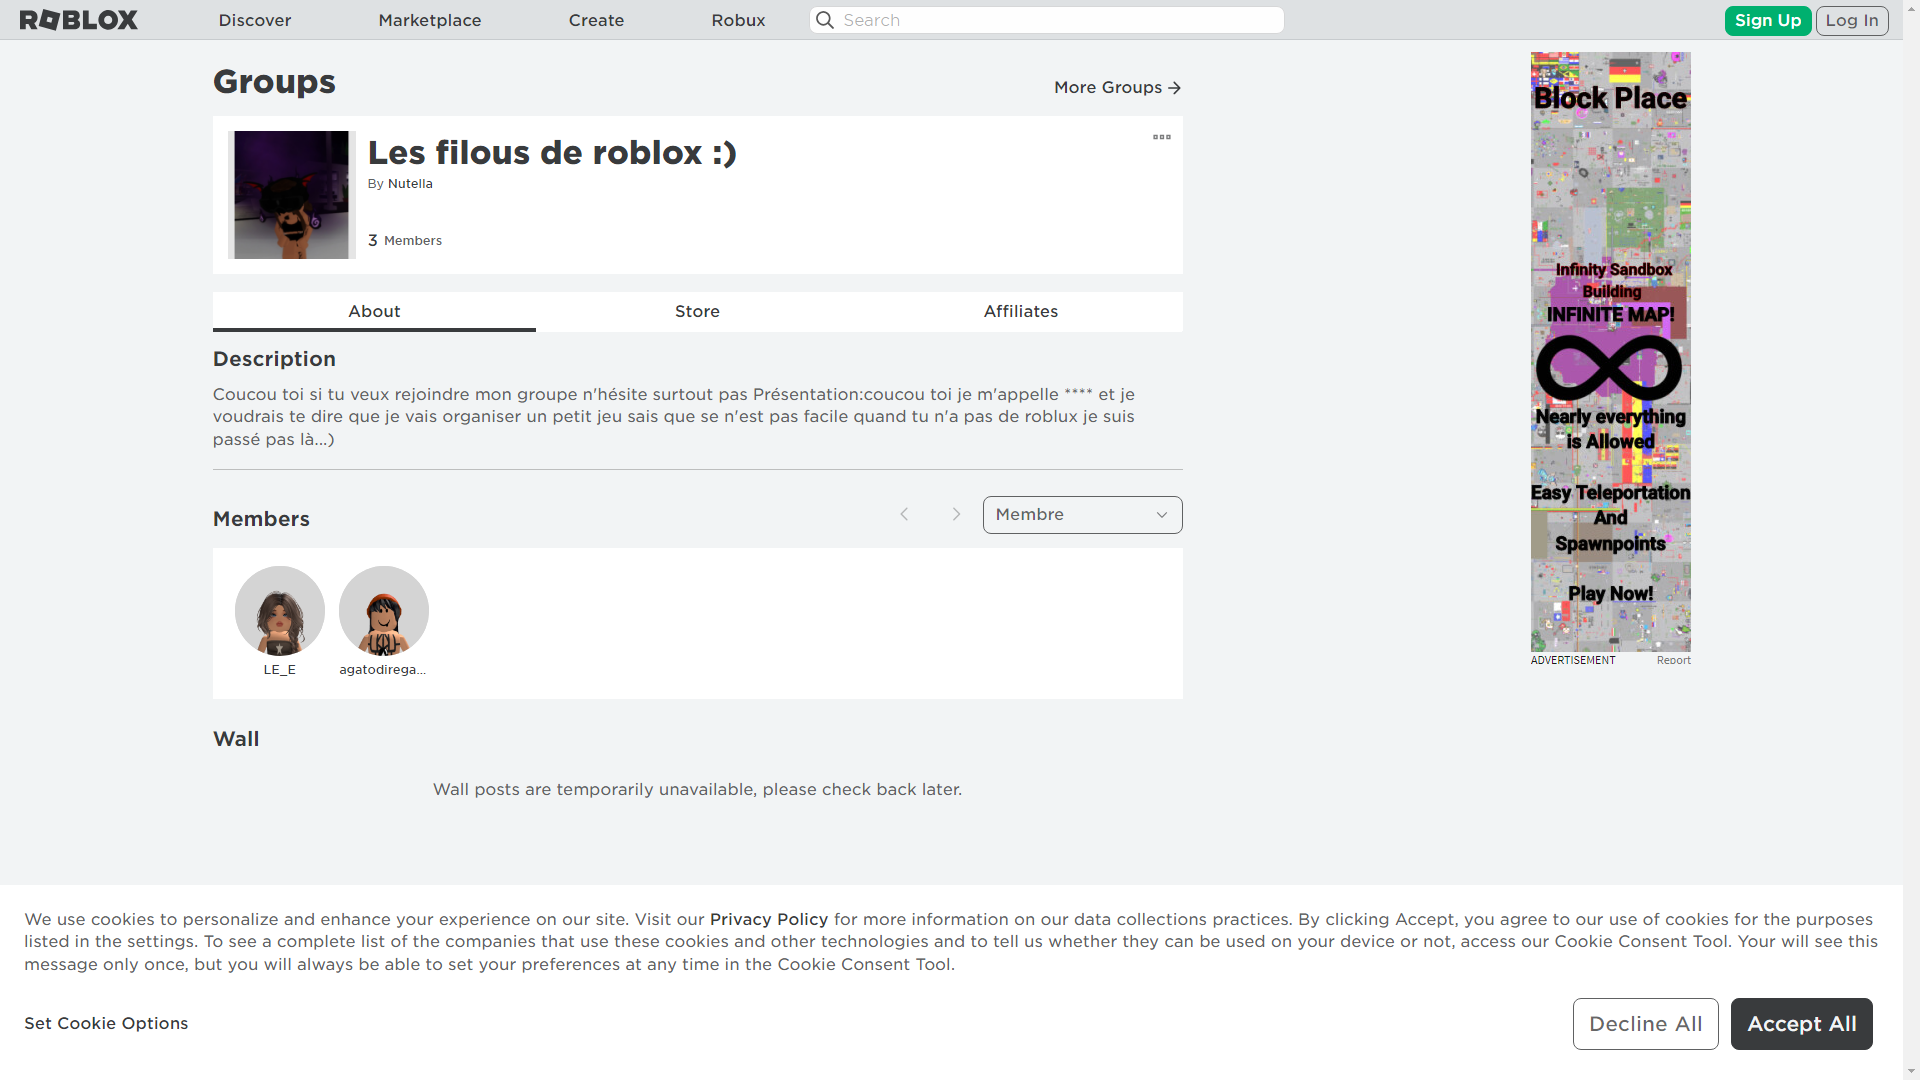 ROBLOX
Discover
Marketplace
Create
Robux
Search
Sign Up
Log In
Groups
More Groups
Les filous de roblox :)
By Nutella
3 Members
About
Store
Affiliates
Description
Coucou toi si tu veux rejoindre mon groupe n'hésite surtout pas Présentation:coucou toi je m'appelle **** et je
voudrais te dire que je vais organiser un petit jeu sais que se n'est pas facile quand tu n'a pas de roblux je suis
passé pas là...)
Members
Membre
LE_E
agatodirega...
Wall
Wall posts are temporarily unavailable, please check back later.
Block Place
Infinity Sandbox
Building
INFINITE MAP!
Nearly everything
is Allowed
Easy Teleportation
And
Spawnpoints
Play Now!
ADVERTISEMENT
Report
We use cookies to personalize and enhance your experience on our site. Visit our Privacy Policy for more information on our data collections practices. By clicking Accept, you agree to our use of cookies for the purposes
listed in the settings. To see a complete list of the companies that use these cookies and other technologies and to tell us whether they can be used on your device or not, access our Cookie Consent Tool. Your will see this
message only once, but you will always be able to set your preferences at any time in the Cookie Consent Tool.
Set Cookie Options
Decline All
Accept All